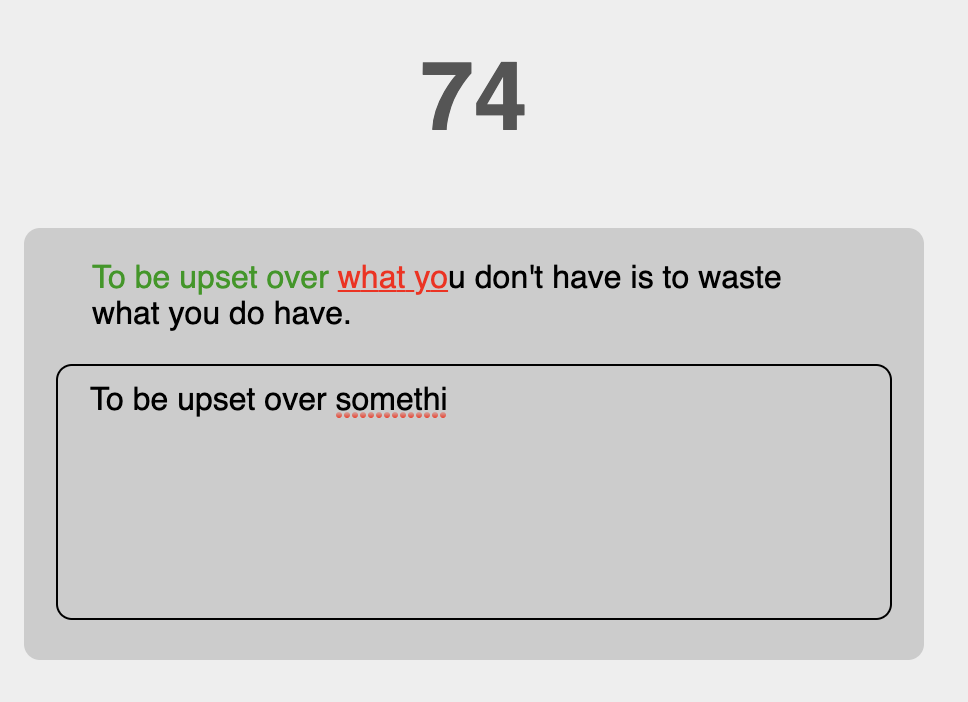 74
To be upset over what you don't have is to waste
what you do have.
To be upset over somethi